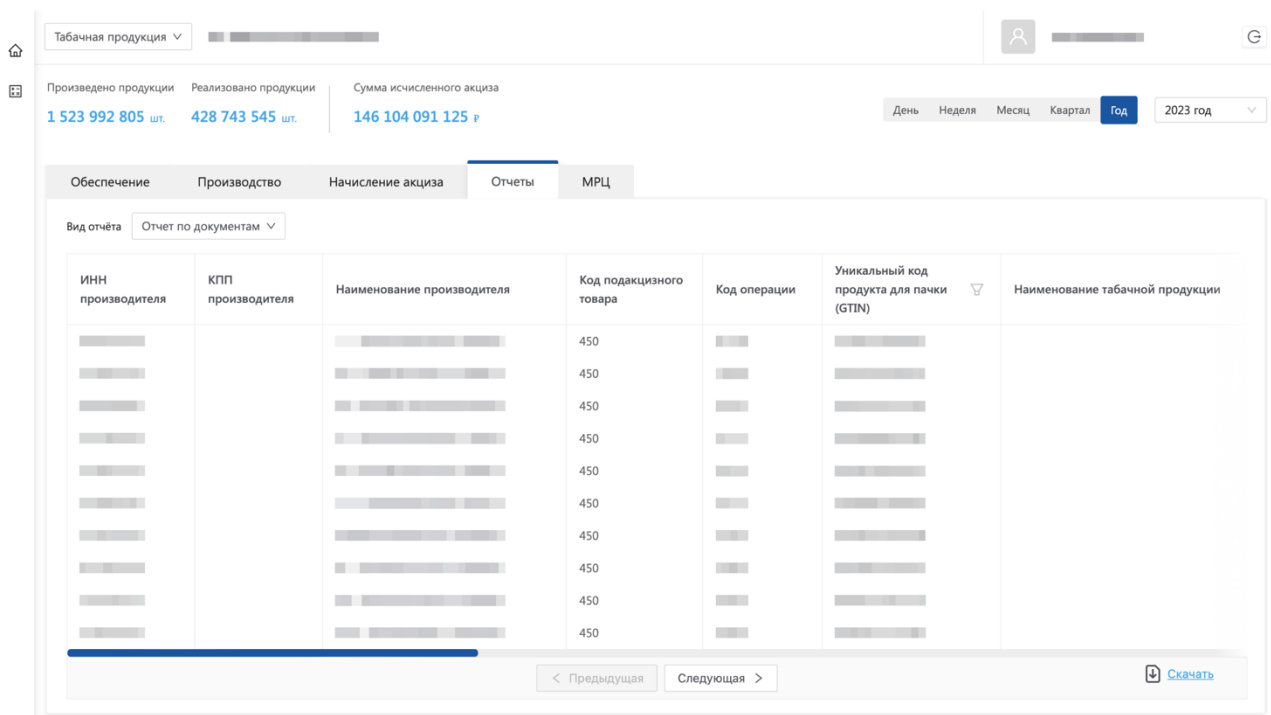 Табачная продукция
Произведено продукции Реализовано продукции Сумма исчисленного акциза
1 523 992 805 шт. 428 743 545 шт. 146 104 091 125 ₽
День Неделя Месяц Квартал Год 2023 год
Обеспечение Производство Начисление акциза Отчеты МРЦ
Вид отчёта Отчет по документам
ИНН
производителя
КПП
производителя
Наименование производителя
Код подакцизного
товара
Код операции
Уникальный код
продукта для пачки
(GTIN)
Наименование табачной продукции
450
450
450
450
450
450
450
450
450
450
< Предыдущая Следующая >
Скачать